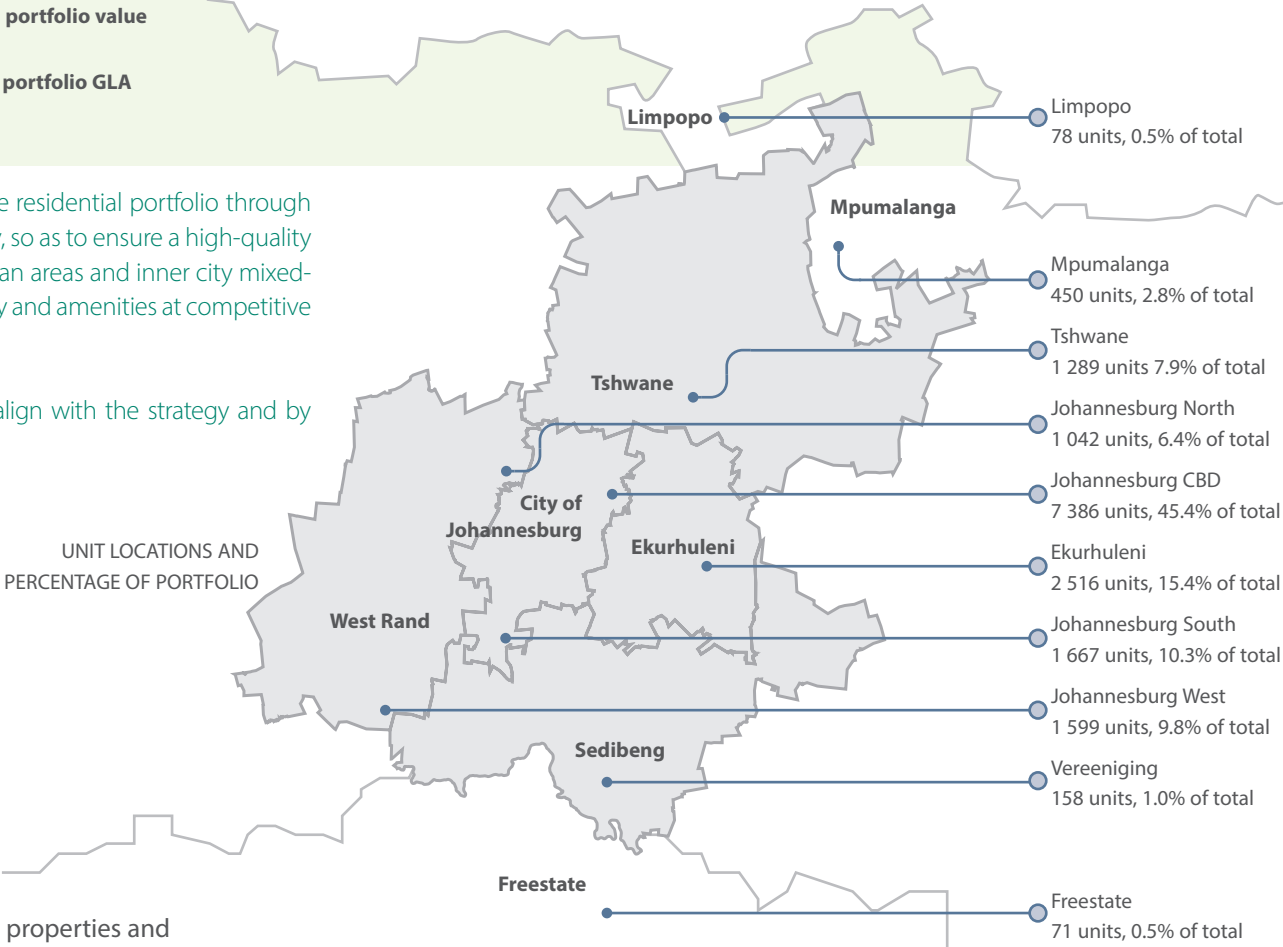 portfolio value
portfolio GLA
e residential portfolio through
, so as to ensure a high-quality
an areas and inner city mixed-
y and amenities at competitive
align with the strategy and by
UNIT LOCATIONS AND
PERCENTAGE OF PORTFOLIO
Limpopo
Mpumalanga
Tshwane
City of
Johannesburg
Ekurhuleni
West Rand
Sedibeng
Freestate
Limpopo
78 units, 0.5% of total
Mpumalanga
450 units, 2.8% of total
Tshwane
1 289 units 7.9% of total
Johannesburg North
1 042 units, 6.4% of total
Johannesburg CBD
7 386 units, 45.4% of total
Ekurhuleni
2 516 units, 15.4% of total
Johannesburg South
1 667 units, 10.3% of total
Johannesburg West
1 599 units, 9.8% of total
Vereeniging
158 units, 1.0% of total
Freestate
71 units, 0.5% of total
properties and